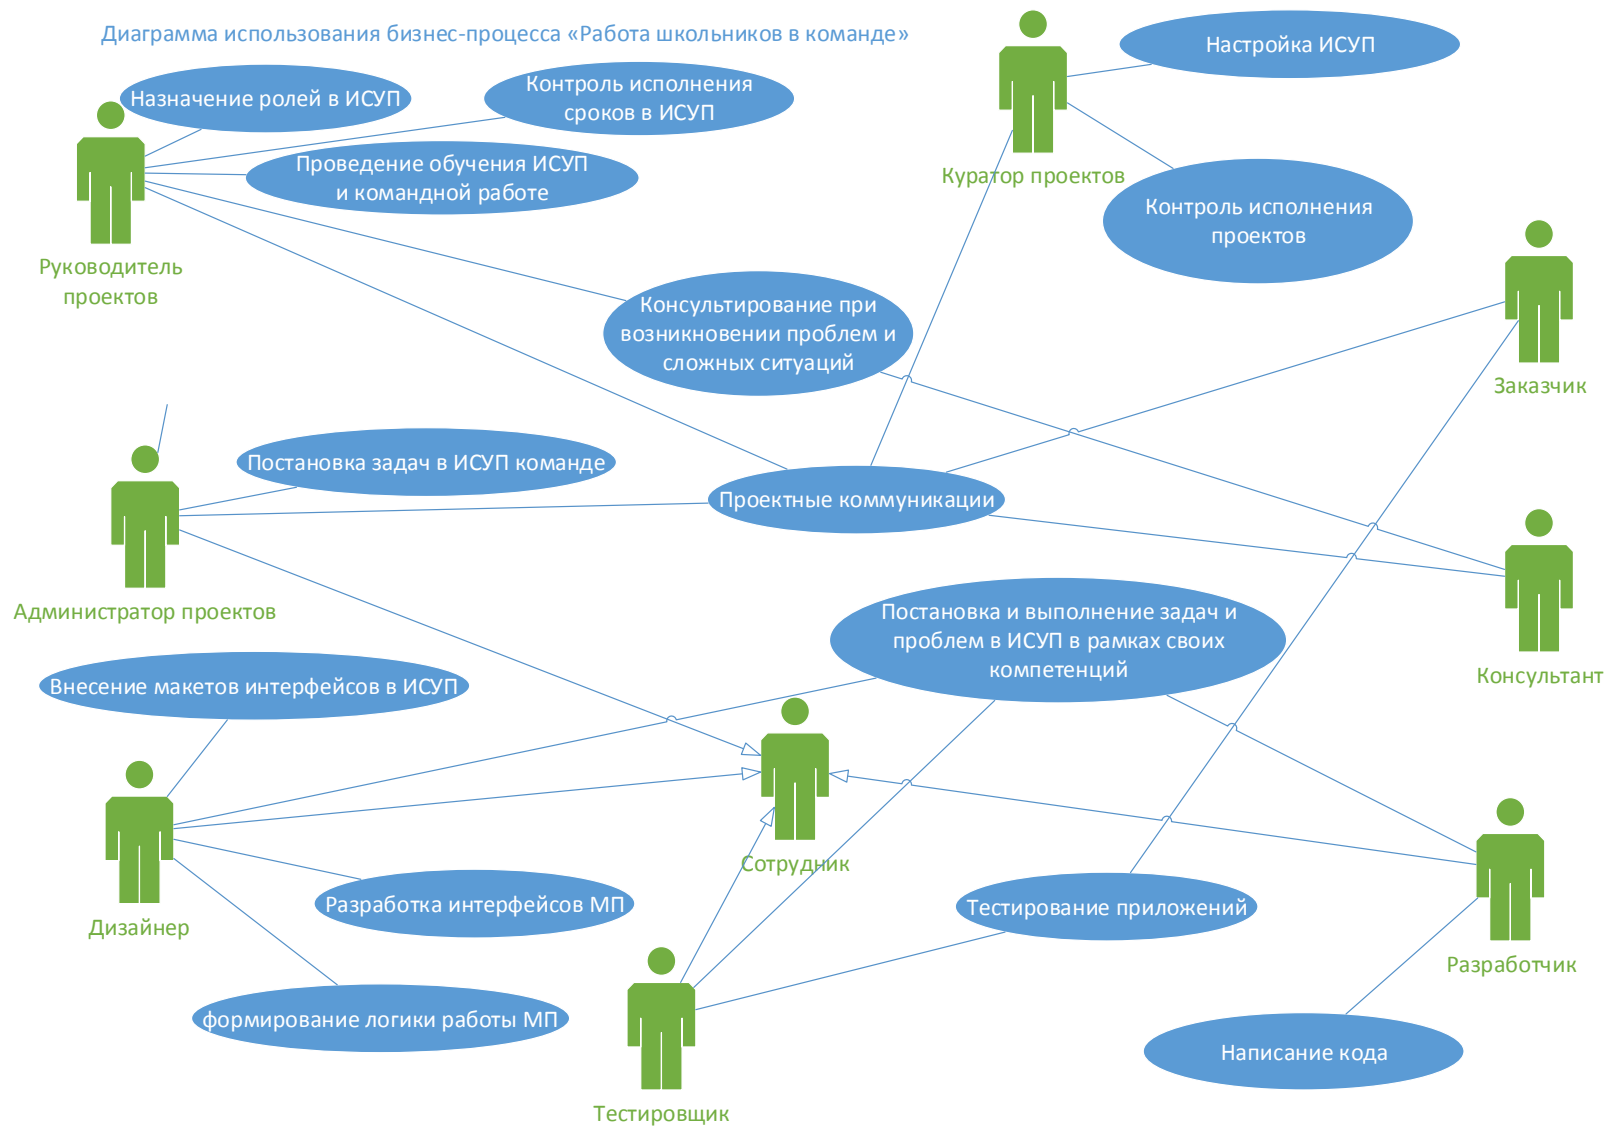 Диаграмма использования бизнес-процесса «Работа школьников в команде»
Настройка ИСУП
Назначение ролей в ИСУП
Контроль исполнения
сроков в ИСУП
Проведение обучения ИСУП
и командной работе
Куратор проектов
Контроль исполнения
проектов
Руководитель
проектов
Консультирование при
возникновении проблем и
сложных ситуаций
Заказчик
Постановка задач в ИСУП команде
Проектные коммуникации
Администратор проектов
Постановка и выполнение задач и
проблем в ИСУП в рамках своих
компетенций
Консультант
Внесение макетов интерфейсов в ИСУП
Сотрудник
Разработка интерфейсов МП
Тестирование приложений
Дизайнер
Разработчик
формирование логики работы МП
Написание кода
Тестировщик